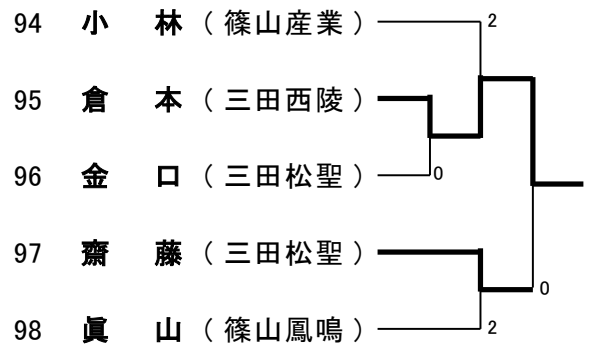 94 小 林 （ 篠山産業 ） 2
95 倉 本 （ 三田西陵 ）
96 金 口 （ 三田松聖 ） 0
97 齋 藤 （ 三田松聖 ）
0
98 眞 山 （ 篠山鳳鳴 ） 2